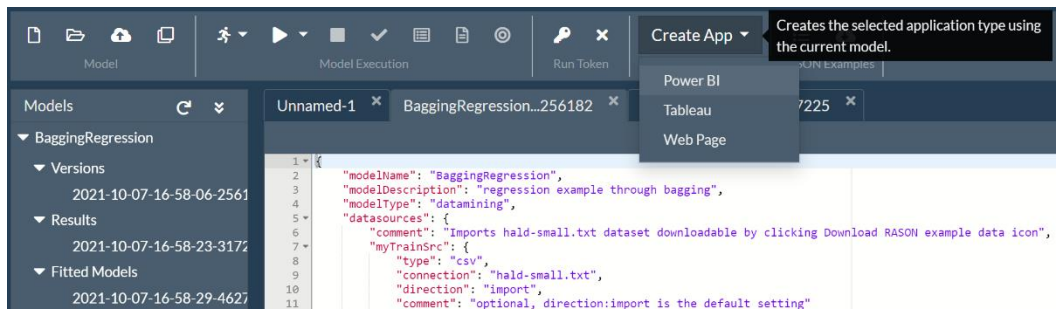 Create App
Creates the selected application type using
the current model.
Model
Model Execution
Run Token
SON Examples
Power BI
Tableau
Web Page
Models
Unnamed-1 ×
BaggingRegression...256182 ×
7225 ×
BaggingRegression
Versions
2021-10-07-16-58-06-2561
Results
2021-10-07-16-58-23-3172
Fitted Models
2021-10-07-16-58-29-4627
1 {
2 "modelName": "BaggingRegression",
3 "modelDescription": "regression example through bagging",
4 "modelType": "datamining",
5 "datasources": {
6 "comment": "Imports hald-small.txt dataset downloadable by clicking Download RASON example data icon",
7 "myTrainSrc": {
8 "type": "csv",
9 "connection": "hald-small.txt",
10 "direction": "import",
11 "comment": "optional, direction:import is the default setting"